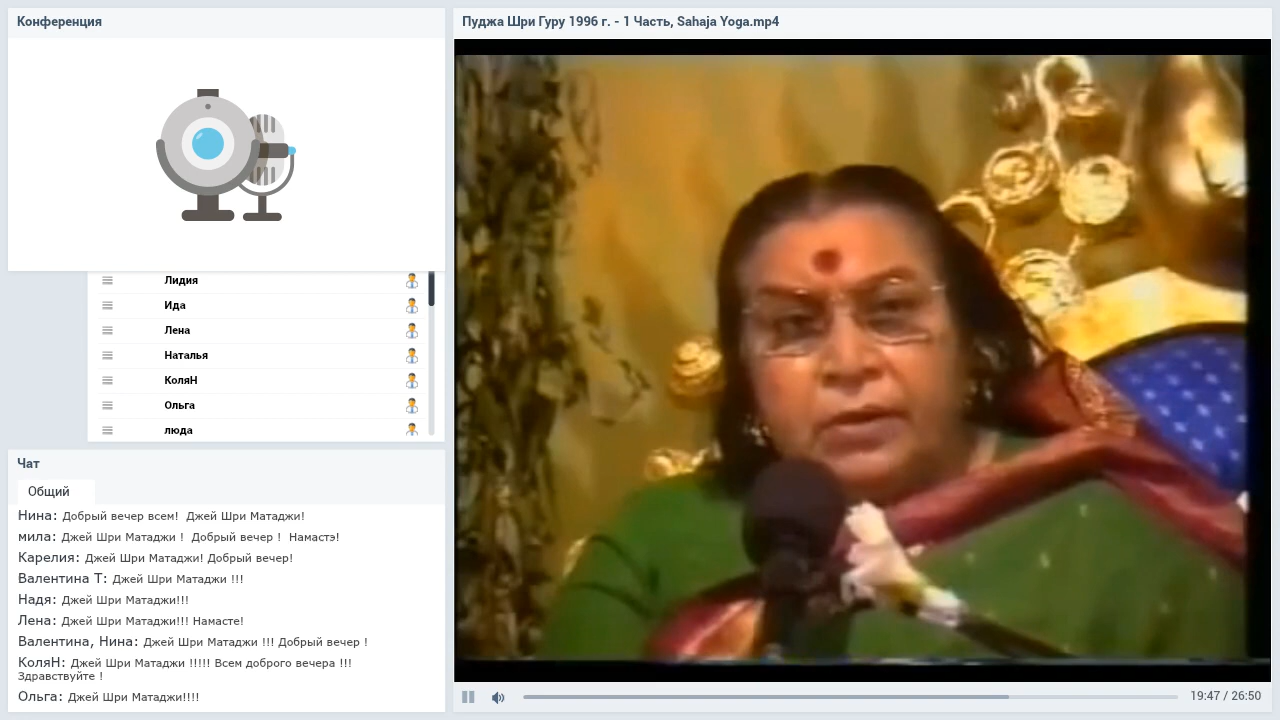 Конференция
Лидия
Ида
Лена
Наталья
КоляН
Ольга
люда
Чат
Общий
Нина: Добрый вечер всем! Джей Шри Матаджи!
мила: Джей Шри Матаджи ! Добрый вечер ! Намастэ!
Карелия: Джей Шри Матаджи! Добрый вечер!
Валентина Т: Джей Шри Матаджи !!!
Надя: Джей Шри Матаджи!!!
Лена: Джей Шри Матаджи!!! Намасте!
Валентина, Нина: Джей Шри Матаджи !!! Добрый вечер !
КоляН: Джей Шри Матаджи !!!!! Всем доброго вечера !!!
Здравствуйте !
Ольга: Джей Шри Матаджи!!!!
Пуджа Шри Гуру 1996 г. - 1 Часть, Sahaja Yoga.mp4
19:47 / 26:50